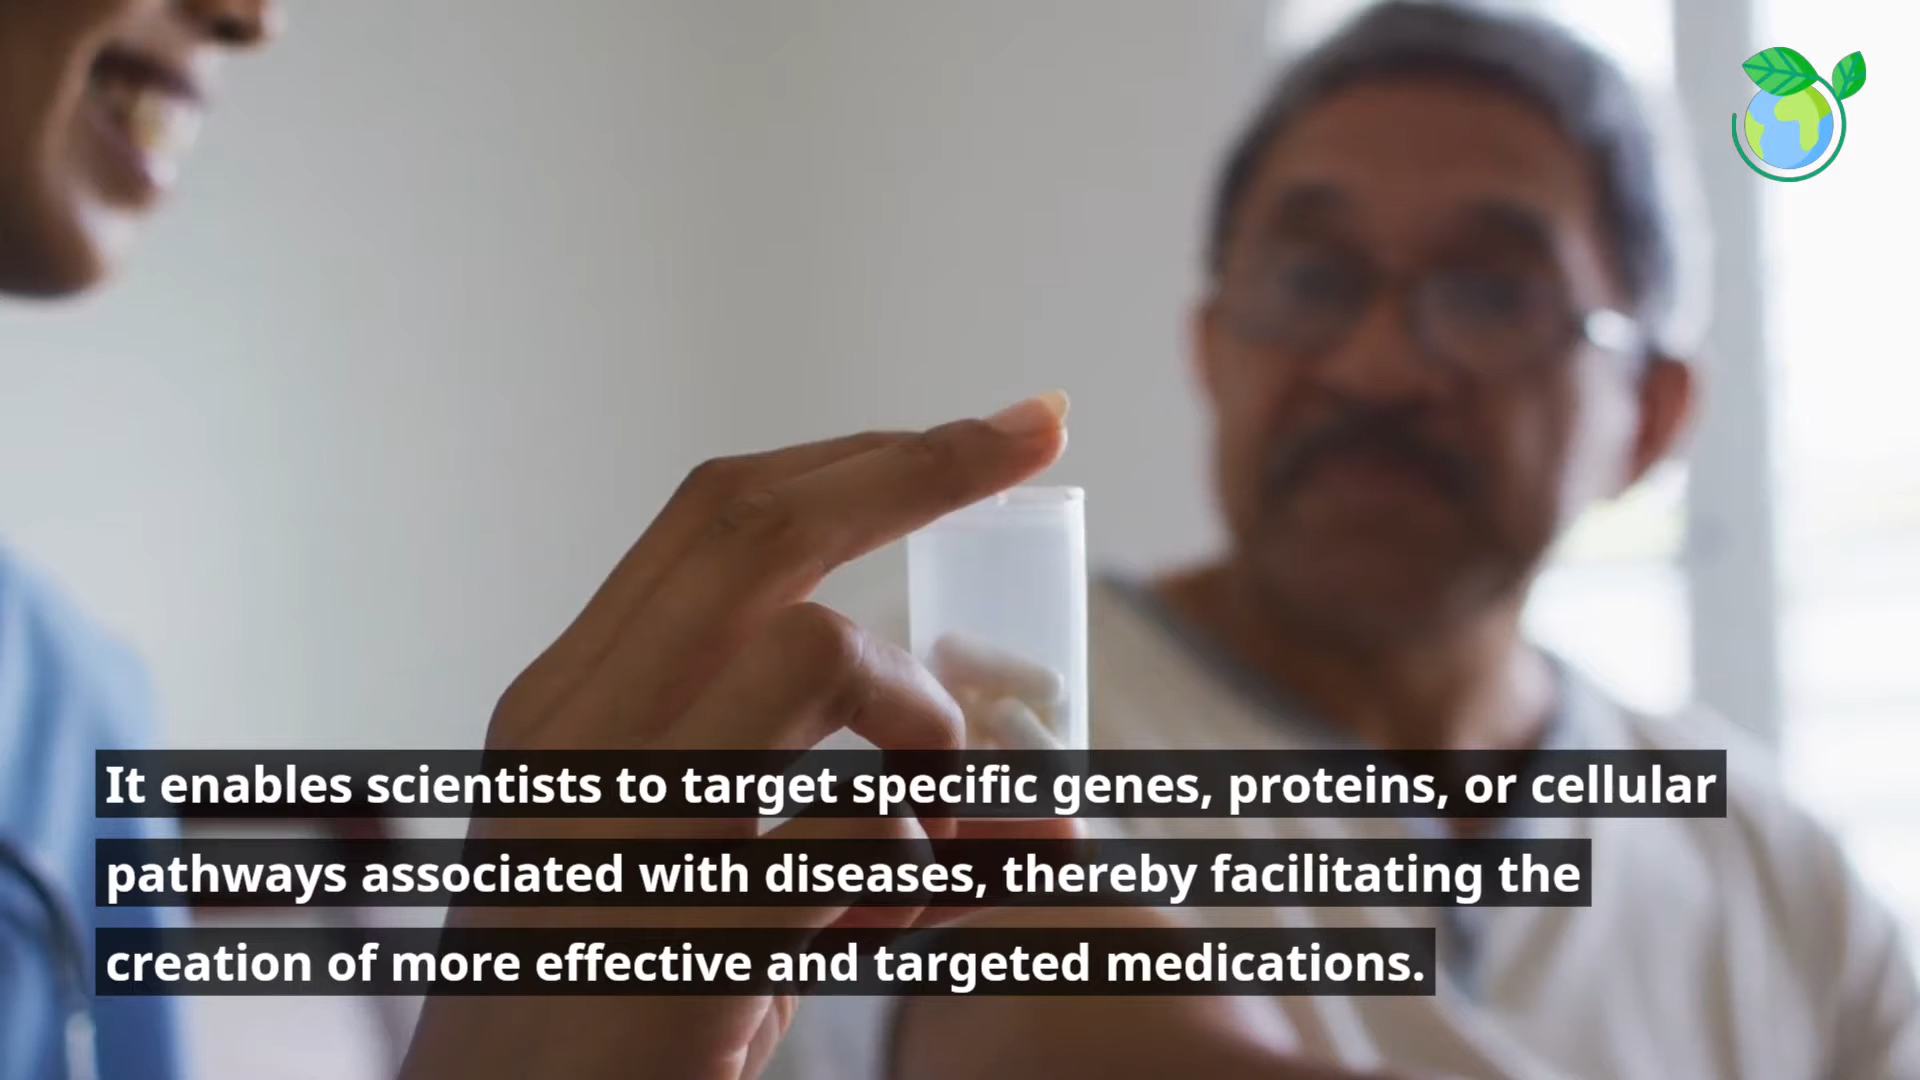 It enables scientists to target specific genes, proteins, or cellular
pathways associated with diseases, thereby facilitating the
creation of more effective and targeted medications.